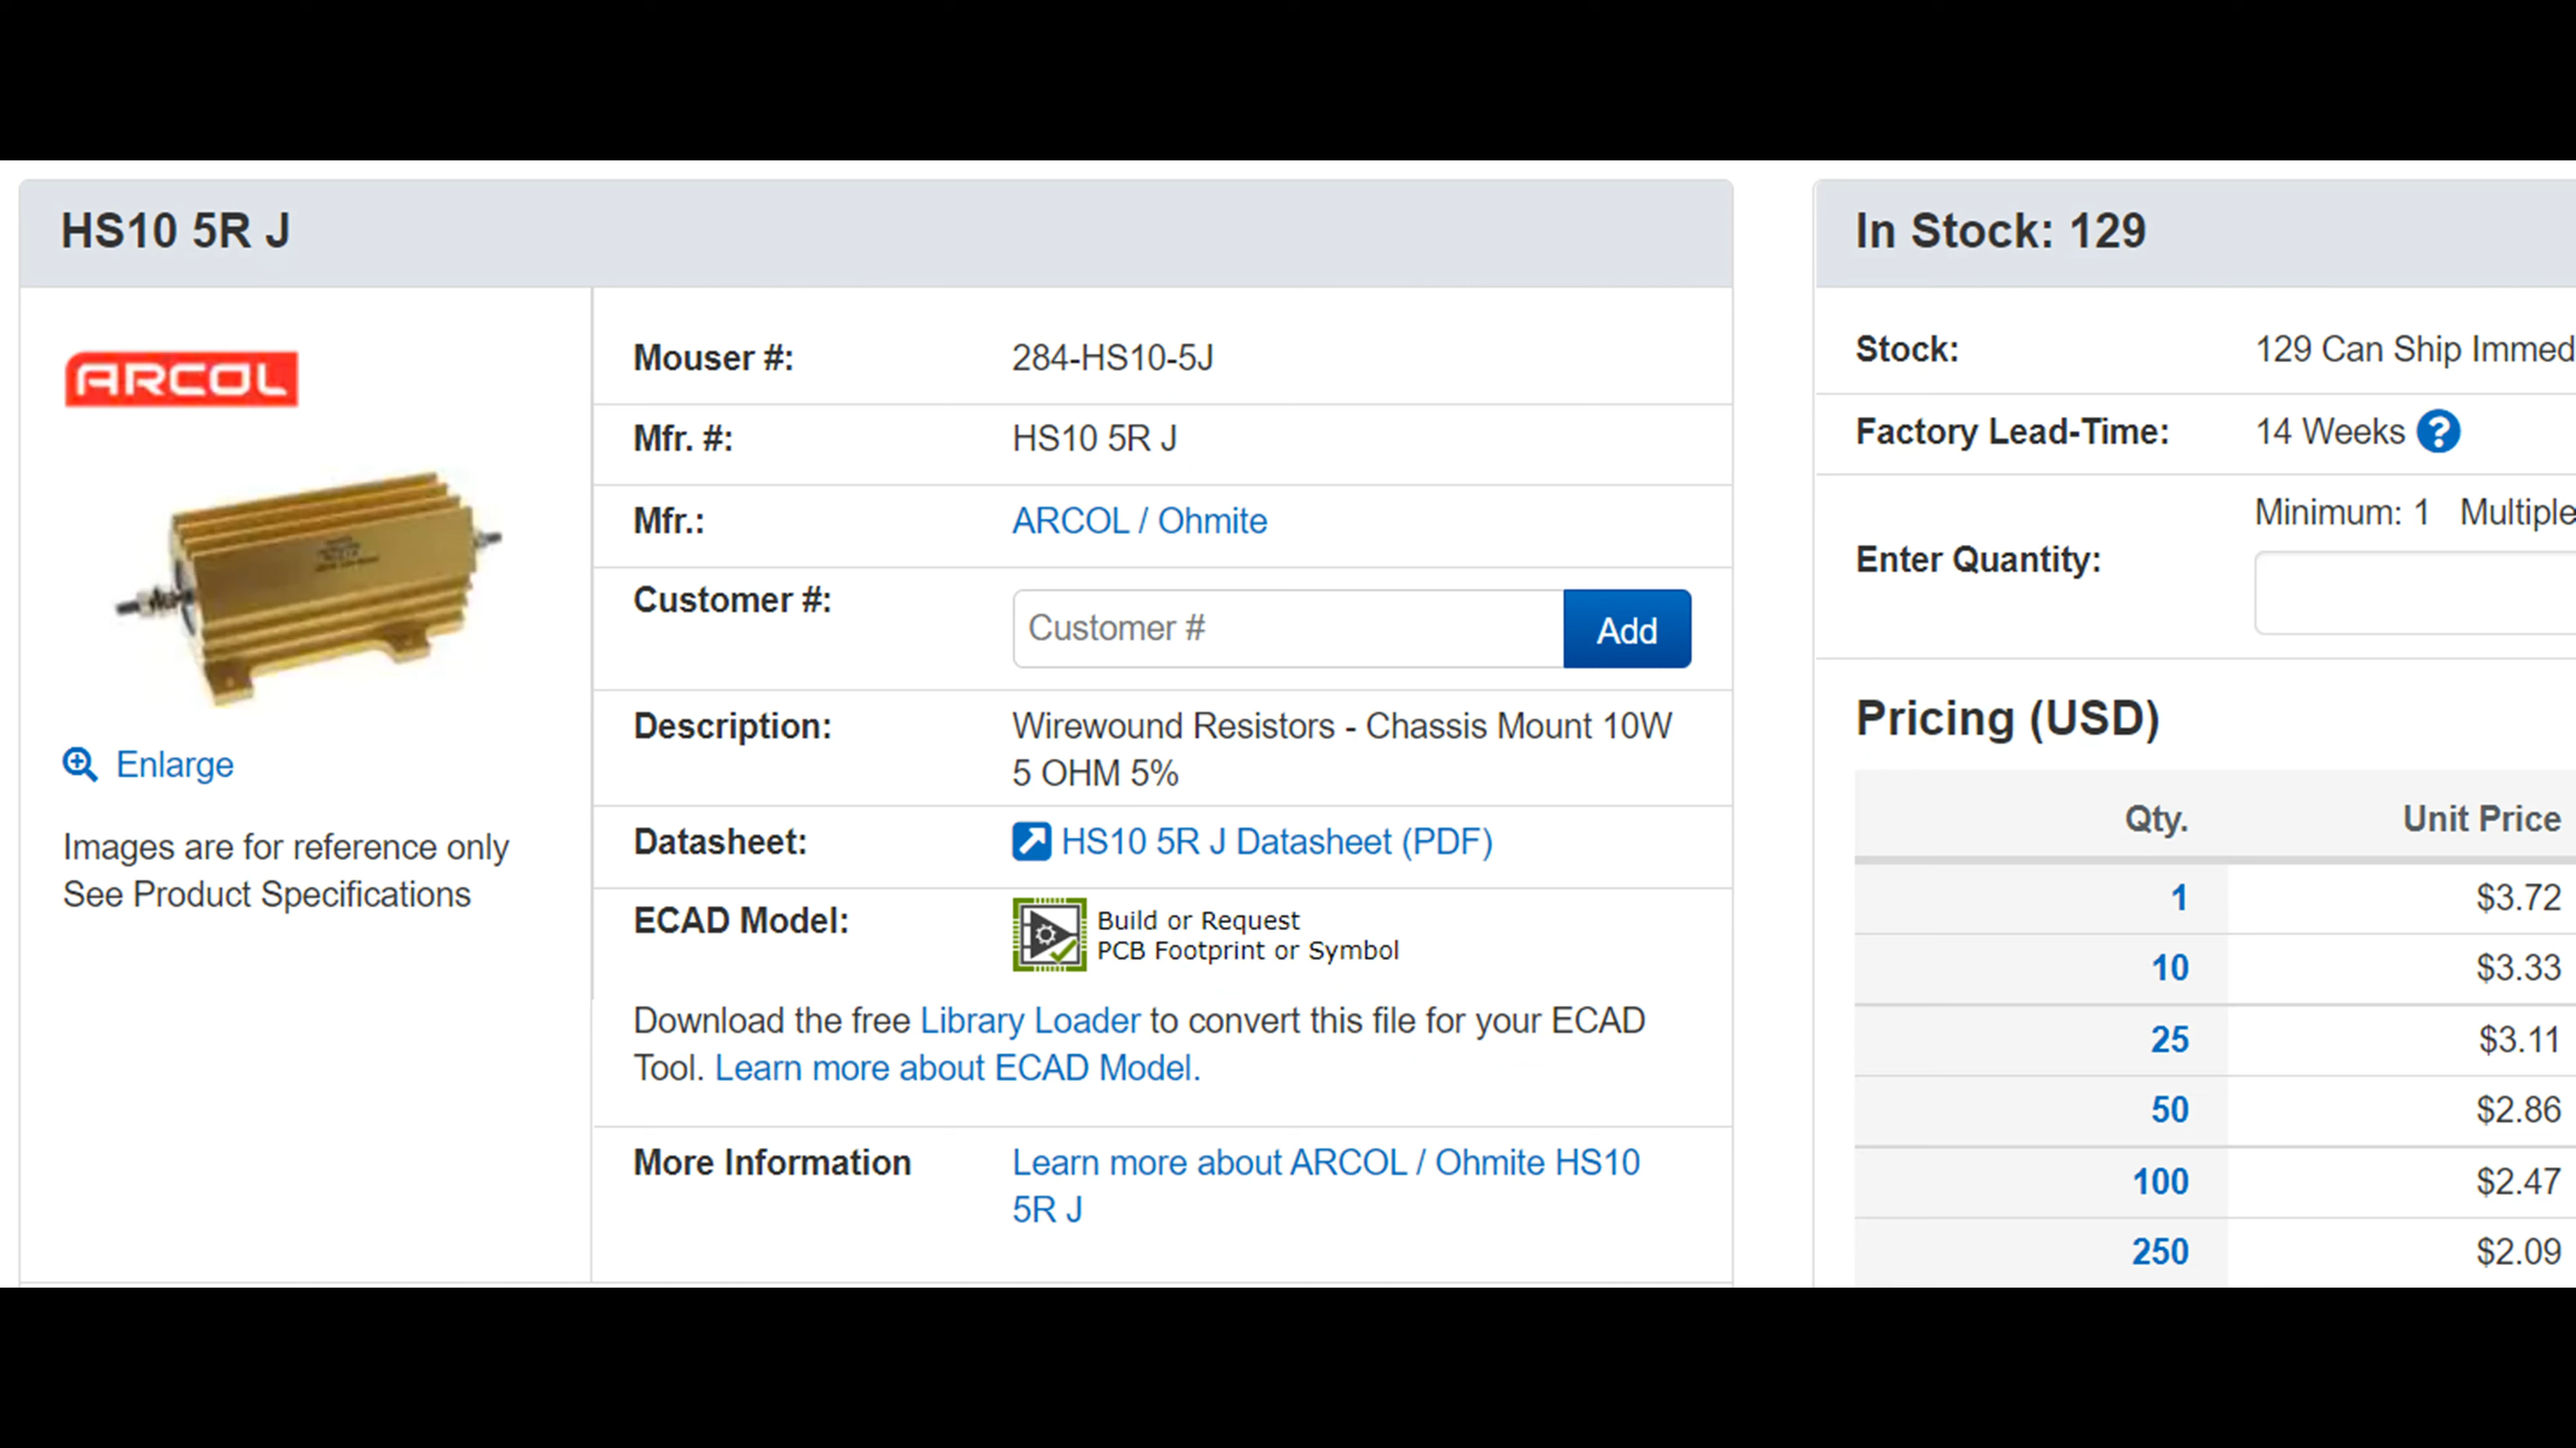 HS10 5R J
ARCOL
Enlarge
Images are for reference only
See Product Specifications
Mouser #: 284-HS10-5J
Mfr. #: HS10 5R J
Mfr.: ARCOL / Ohmite
Customer #: Customer # Add
Description: Wirewound Resistors - Chassis Mount 10W
5 OHM 5%
Datasheet: HS10 5R J Datasheet (PDF)
ECAD Model: Build or Request
PCB Footprint or Symbol
Download the free Library Loader to convert this file for your ECAD
Tool. Learn more about ECAD Model.
More Information Learn more about ARCOL / Ohmite HS10
5R J
In Stock: 129
Stock: 129 Can Ship Immed
Factory Lead-Time: 14 Weeks ?
Minimum: 1 Multiple
Enter Quantity:
Pricing (USD)
Qty. Unit Price
1 $3.72
10 $3.33
25 $3.11
50 $2.86
100 $2.47
250 $2.09